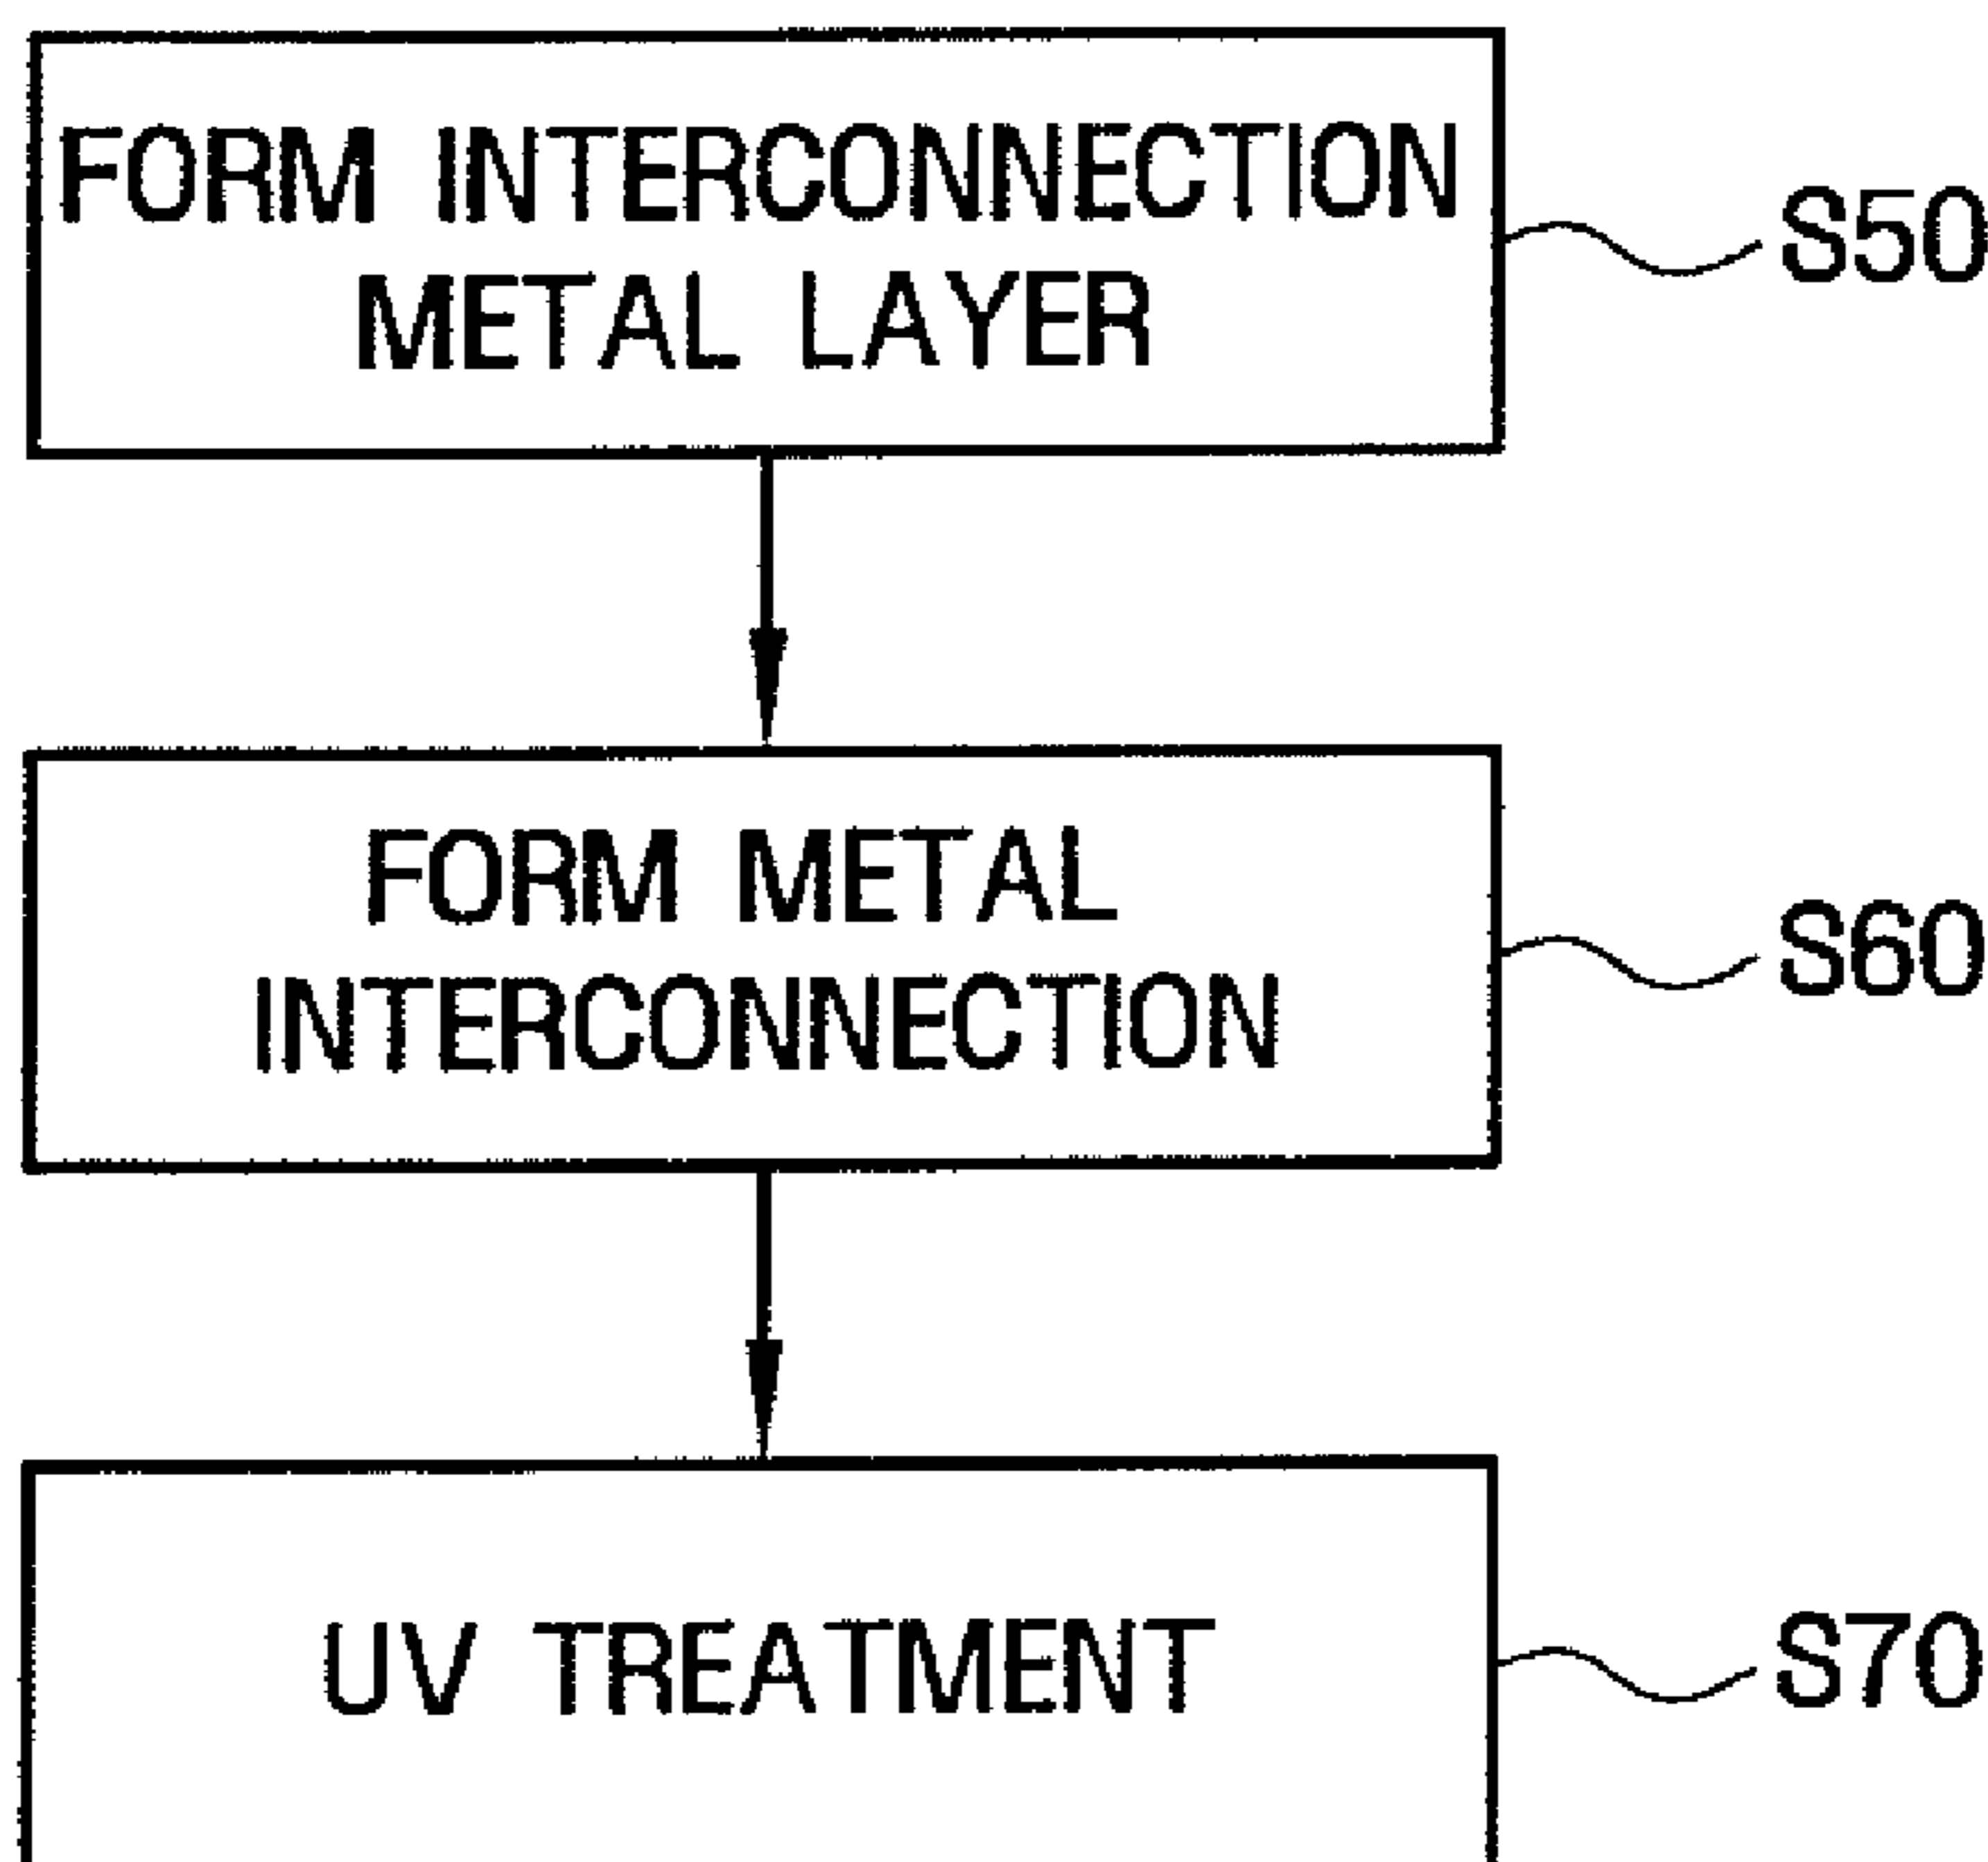 FORM INTERCONNECTION
METAL LAYER
S50
FORM METAL
INTERCONNECTION
S60
UV TREATMENT
S70